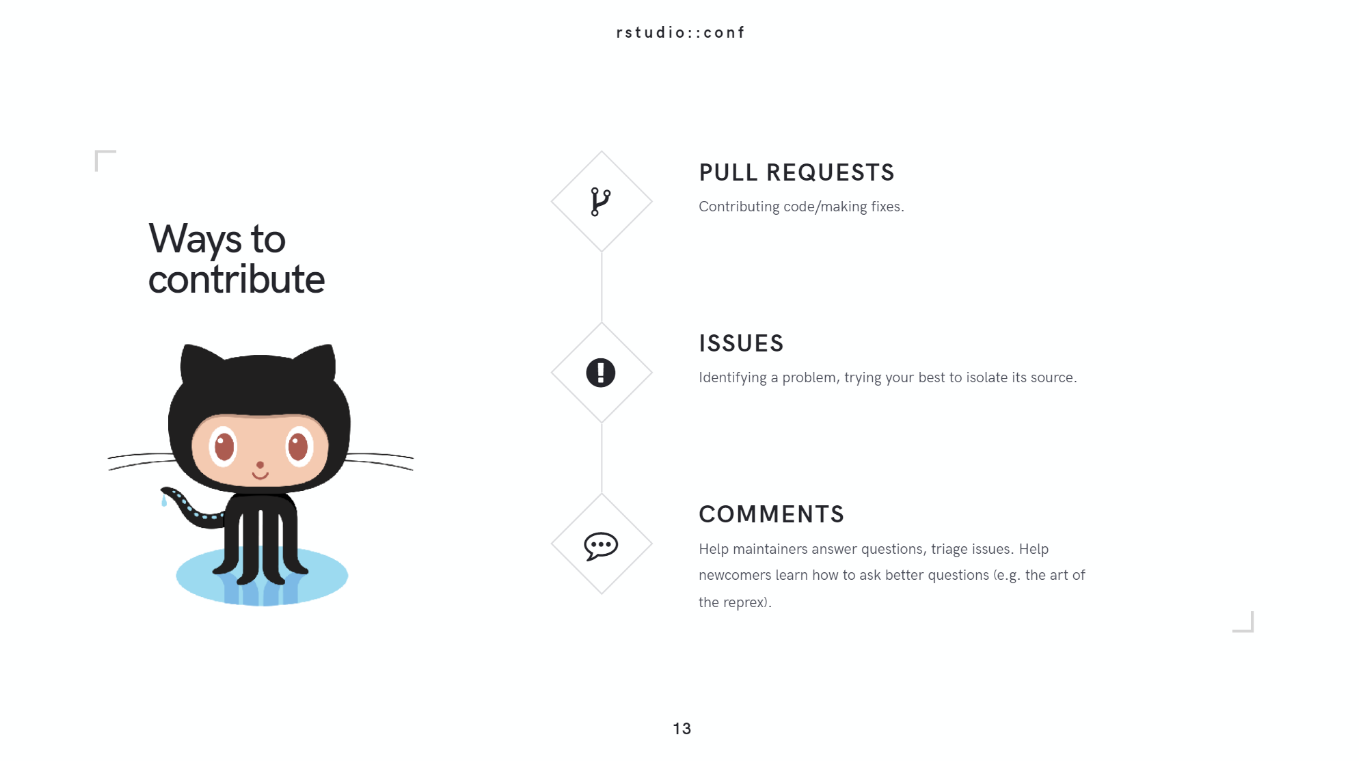 rstudio::conf
Ways to
contribute
PULL REQUESTS
Contributing code/making fixes.
ISSUES
Identifying a problem, trying your best to isolate its source.
COMMENTS
Help maintainers answer questions, triage issues. Help
newcomers learn how to ask better questions (e.g. the art of
the reprex).
13